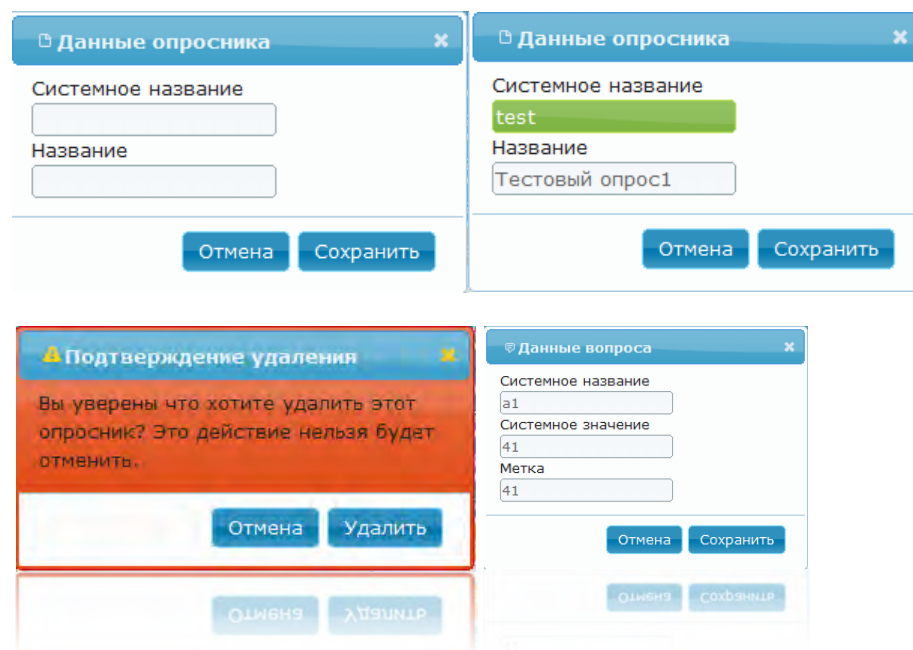 Данные опросника
Системное название
Название
Отмена Сохранить
Данные опросника
Системное название
test
Название
Тестовый опрос1
Отмена Сохранить
Подтверждение удаления
Вы уверены что хотите удалить этот
опросник? Это действие нельзя будет
отменить.
Отмена Удалить
Данные вопроса
Системное название
a1
Системное значение
41
Метка
41
Отмена Сохранить